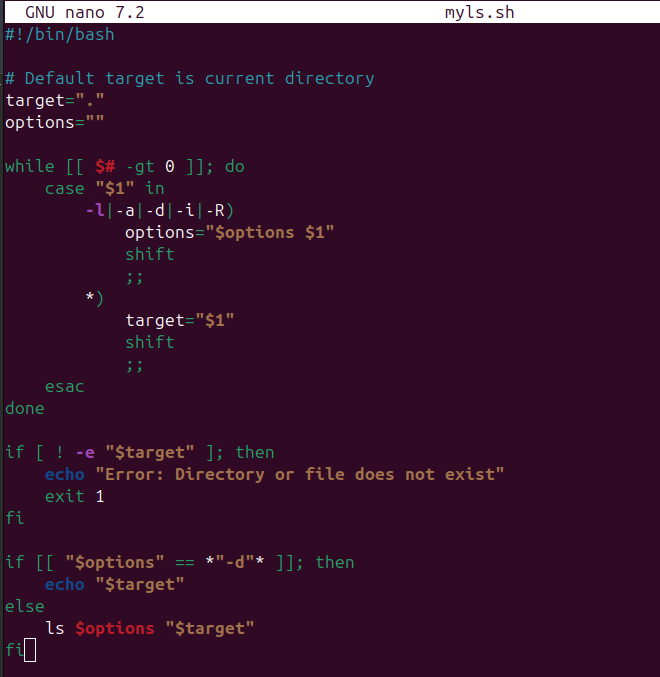 GNU nano 7.2 myls.sh
#!/bin/bash
# Default target is current directory
target="."
options=""
while [[ $# -gt 0 ]]; do
    case "$1" in
        -l|-a|-d|-i|-R)
            options="$options $1"
            shift
            ;;
        *)
            target="$1"
            shift
            ;;
    esac
done
if [ ! -e "$target" ]; then
    echo "Error: Directory or file does not exist"
    exit 1
fi
if [[ "$options" == *"-d"* ]]; then
    echo "$target"
else
    ls $options "$target"
fi